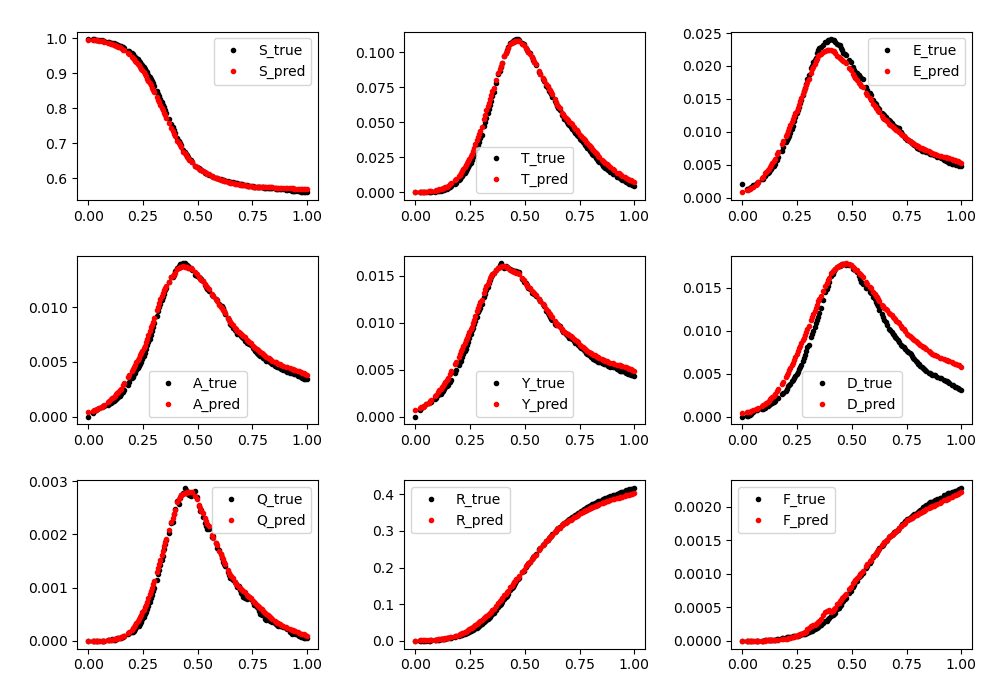 1.0
0.9
0.8
0.7
0.6
0.00 0.25 0.50 0.75 1.00
S_true
S_pred
0.100
0.075
0.050
0.025
0.000
0.00 0.25 0.50 0.75 1.00
T_true
T_pred
0.025
0.020
0.015
0.010
0.005
0.000
0.00 0.25 0.50 0.75 1.00
E_true
E_pred
0.010
0.005
0.000
0.00 0.25 0.50 0.75 1.00
A_true
A_pred
0.015
0.010
0.005
0.000
0.00 0.25 0.50 0.75 1.00
Y_true
Y_pred
0.015
0.010
0.005
0.000
0.00 0.25 0.50 0.75 1.00
D_true
D_pred
0.003
0.002
0.001
0.000
0.00 0.25 0.50 0.75 1.00
Q_true
Q_pred
0.4
0.3
0.2
0.1
0.0
0.00 0.25 0.50 0.75 1.00
R_true
R_pred
0.0020
0.0015
0.0010
0.0005
0.0000
0.00 0.25 0.50 0.75 1.00
F_true
F_pred